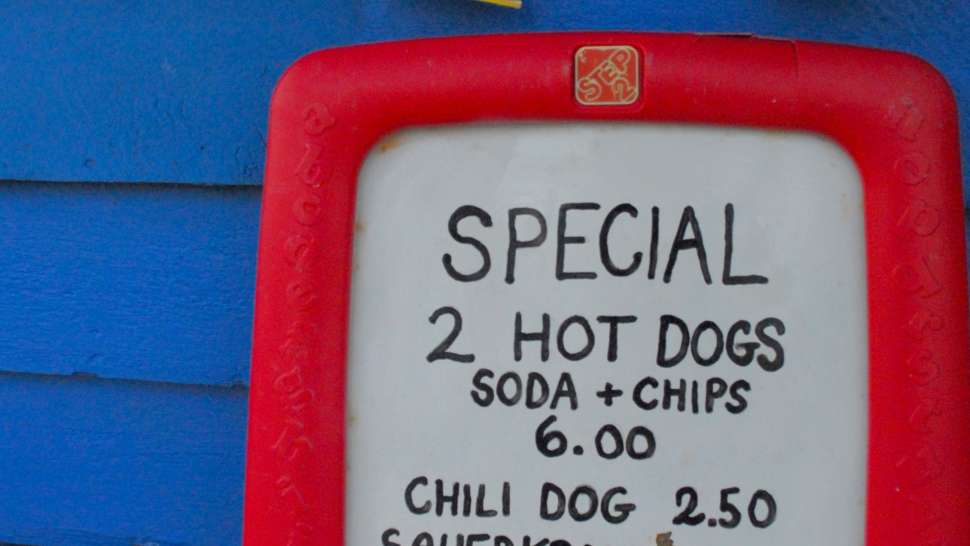 STEP 2
SPECIAL
2 HOT DOGS
SODA + CHIPS
6.00
CHILI DOG 2.50